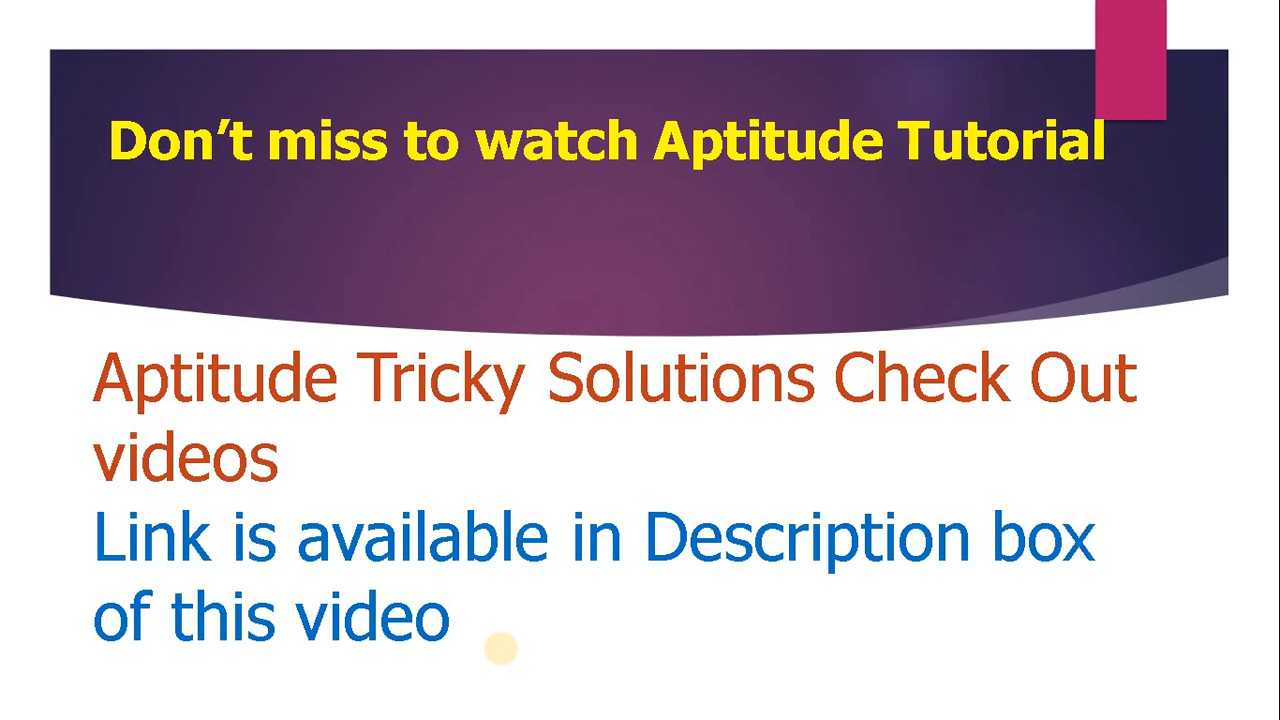 Don’t miss to watch Aptitude Tutorial
Aptitude Tricky Solutions Check Out
videos
Link is available in Description box
of this video